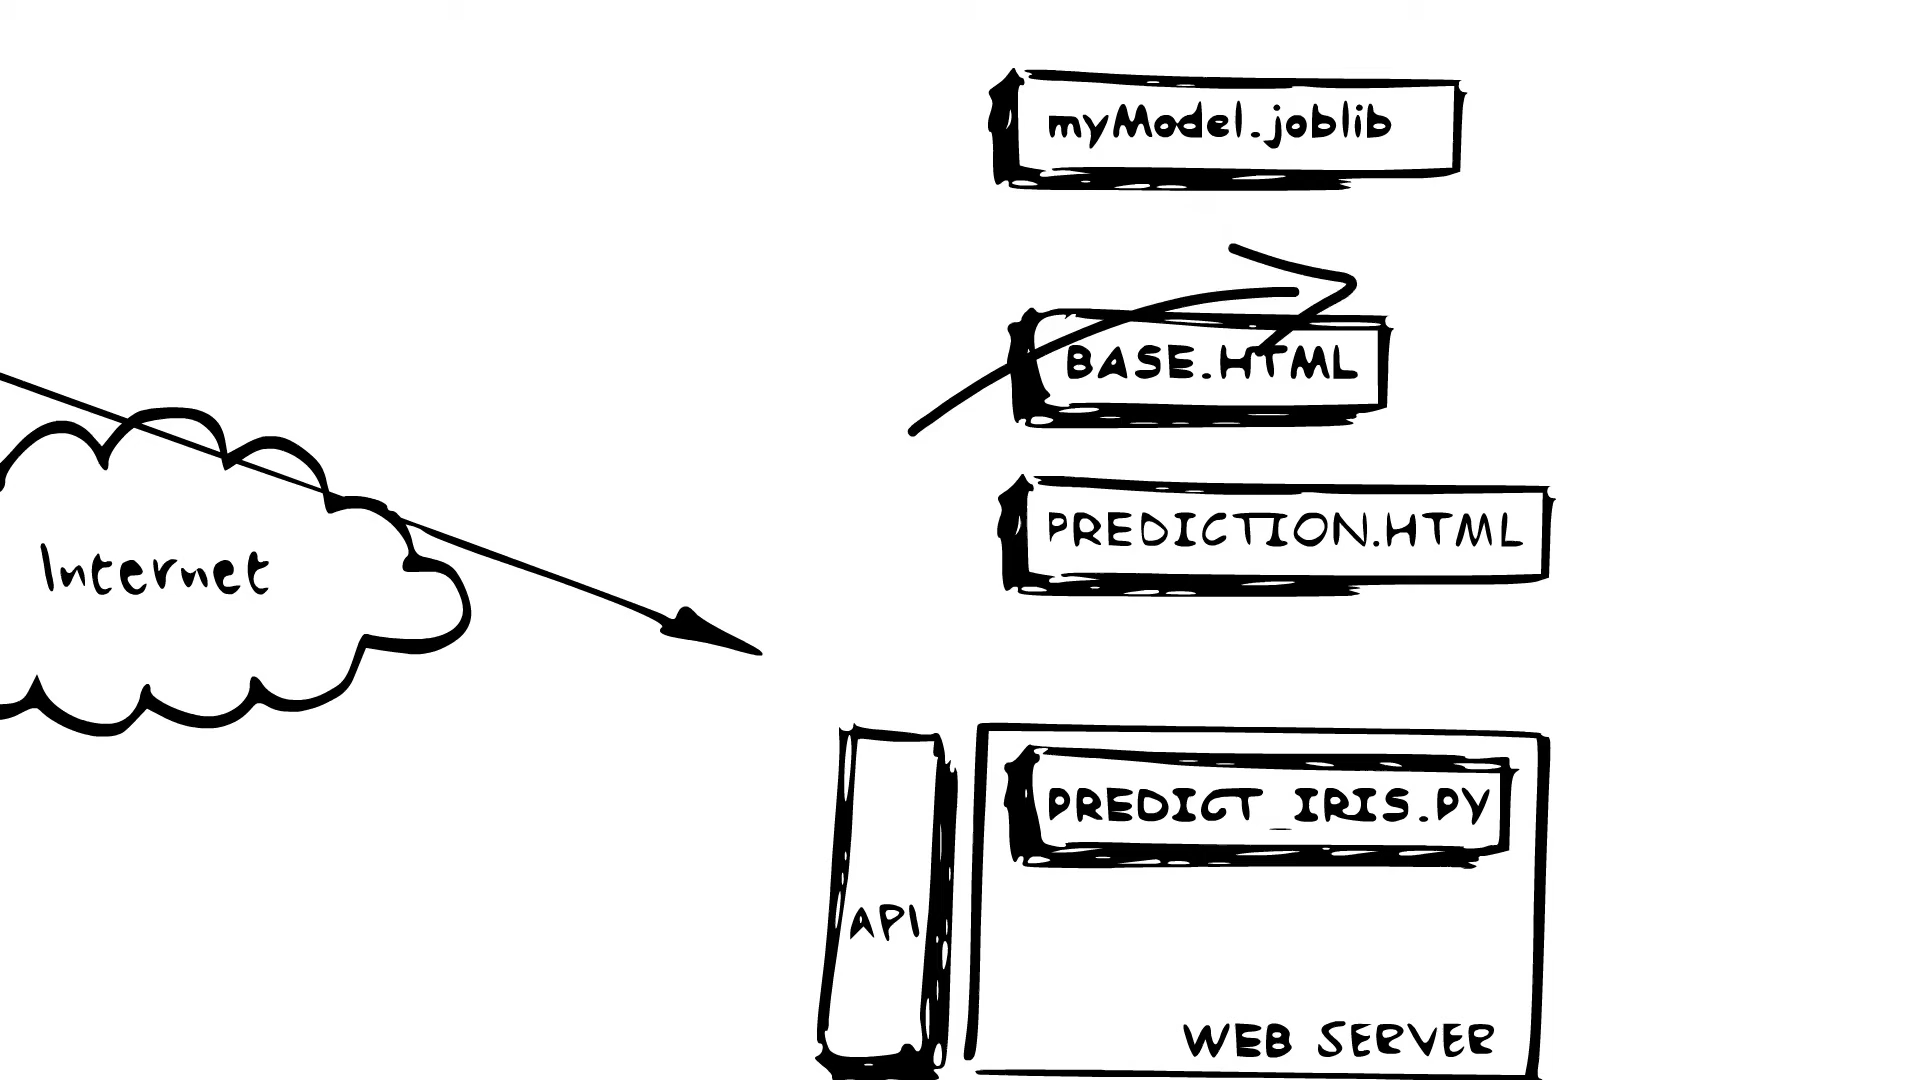 myModel.joblib
BASE.HTML
PREDICTION.HTML
Internet
PREDICT_IRIS.PY
API
WEB SERVER